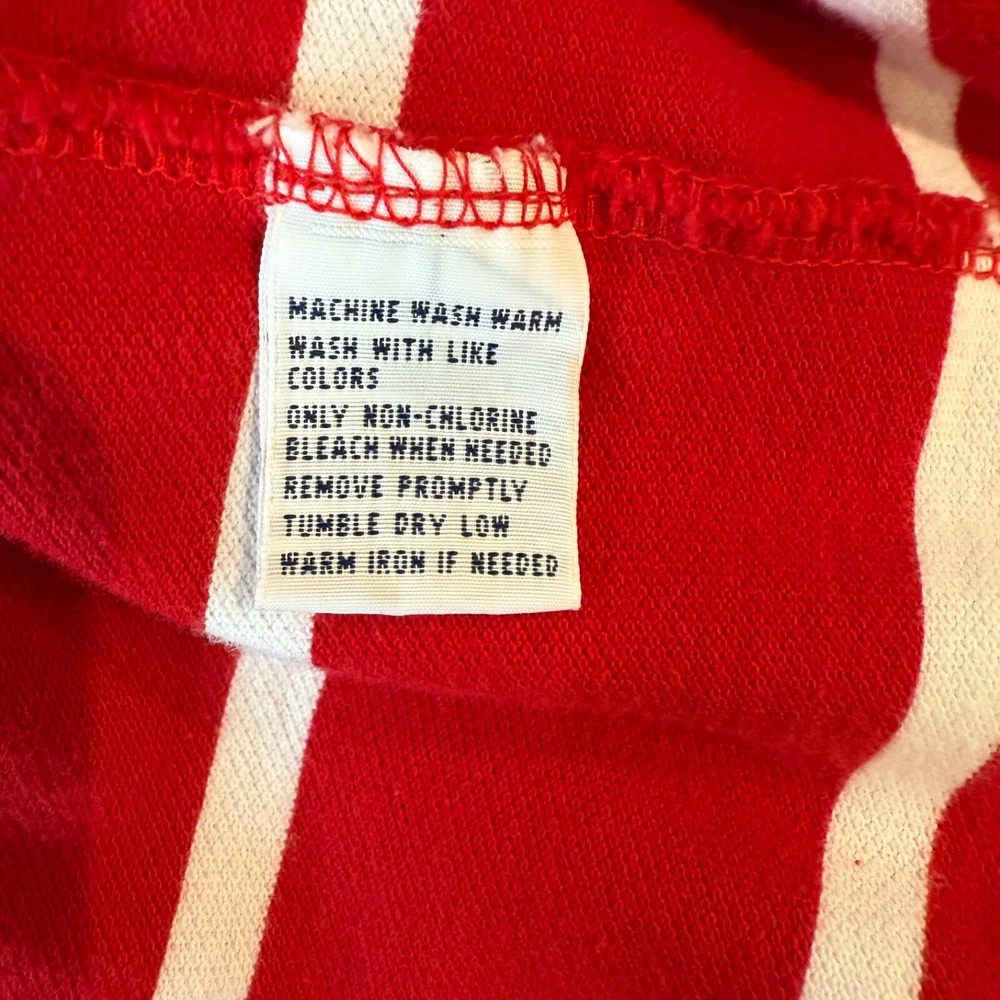 MACHINE WASH WARM
WASH WITH LIKE
COLORS
ONLY NON-CHLORINE
BLEACH WHEN NEEDED
REMOVE PROMPTLY
TUMBLE DRY LOW
WARM IRON IF NEEDED